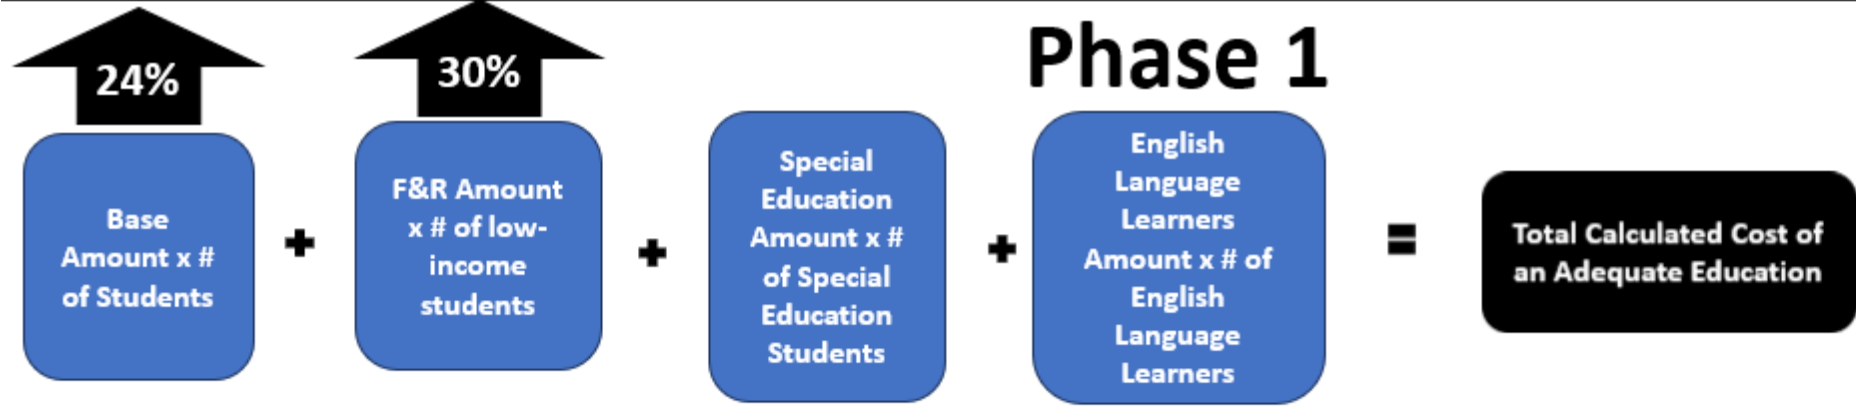 24%
30%
Phase 1
Base
Amount x #
of Students
+
F&R Amount
x # of low-
income
students
+
Special
Education
Amount x #
of Special
Education
Students
+
English
Language
Learners
Amount x # of
English
Language
Learners
=
Total Calculated Cost of
an Adequate Education